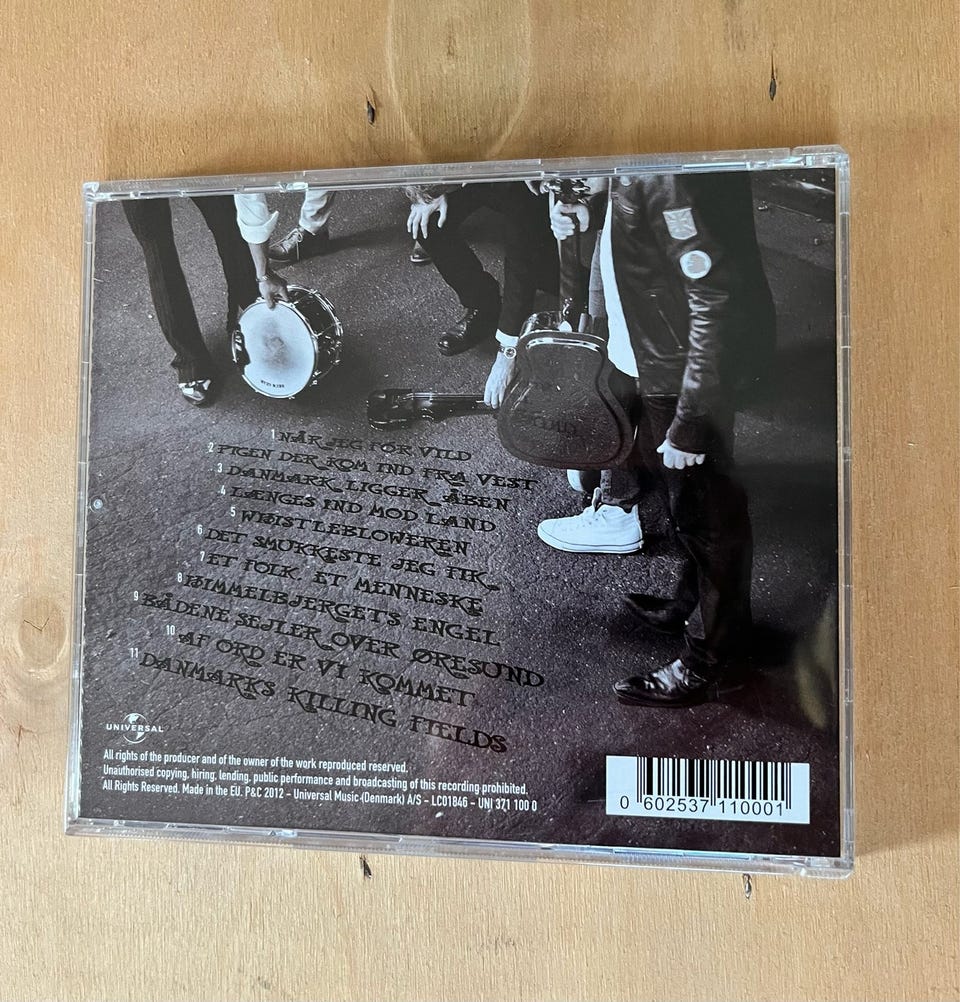 1 NÅR JEG FÓR VILD
2 PIGEN DER KOM IND FRA VEST
3 DANMARK LIGGER ÅBEN
4 LÆNGES IND MOD LAND
5 WHISTLEBLOWEREN
6 DET SMUKKESTE JEG FIK
7 ET FOLK, ET MENNESKE
8 HIMMELBJERGETS ENGEL
9 BÅDENE SEJLER OVER ØRESUND
10 AF ORD ER VI KOMMET
11 DANMARKS KILLING FIELDS
UNIVERSAL
All rights of the producer and of the owner of the work reproduced reserved.
Unauthorised copying, hiring, lending, public performance and broadcasting of this recording prohibited.
All Rights Reserved. Made in the EU. P&C 2012 – Universal Music (Denmark) A/S – LC01846 – UNI 371 100 0
0 602537 110001